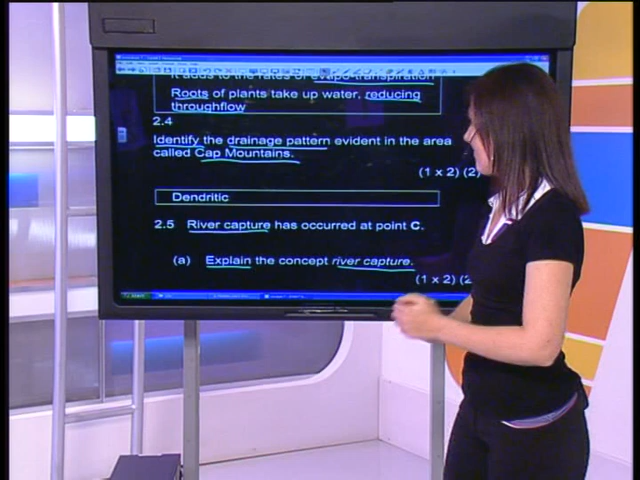 It adds to the rates of evapo-transpiration
Roots of plants take up water, reducing
throughflow
2.4
Identify the drainage pattern evident in the area
called Cap Mountains.
(1 x 2) (2)
Dendritic
2.5 River capture has occurred at point C.
(a) Explain the concept river capture.
(1 x 2) (2